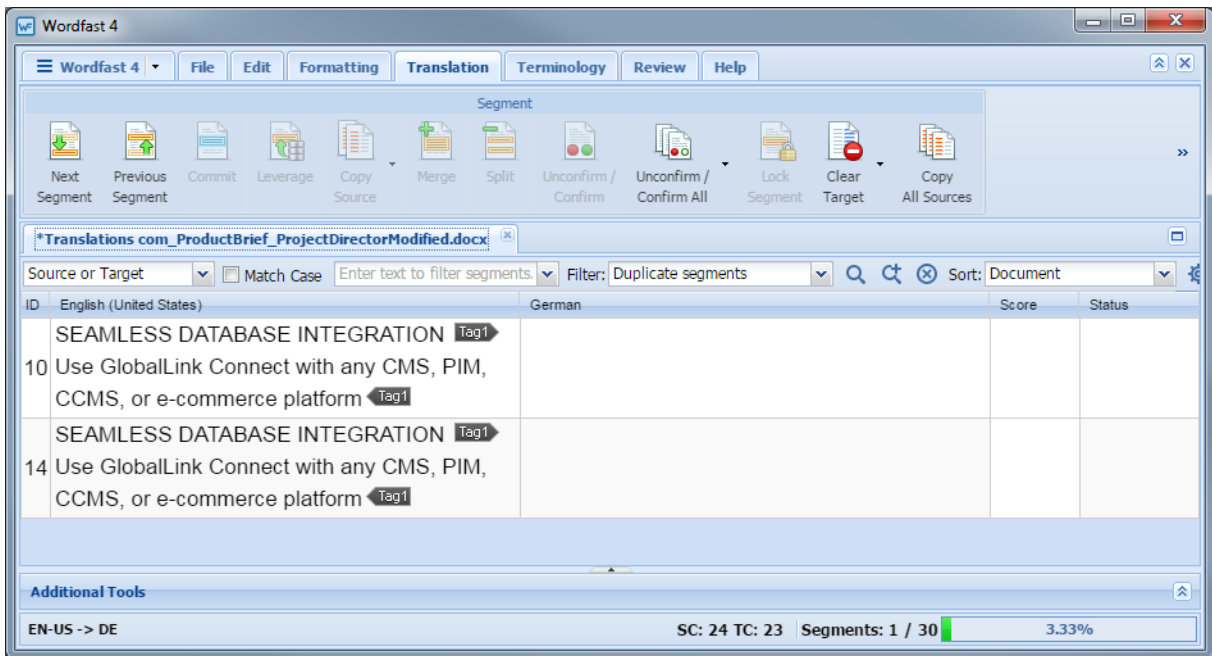 WF Wordfast 4
Wordfast 4 File Edit Formatting Translation Terminology Review Help
Segment
Next Segment
Previous Segment
Commit
Leverage
Copy Source
Merge
Split
Unconfirm / Confirm
Unconfirm / Confirm All
Lock Segment
Clear Target
Copy All Sources
»
*Translations com_ProductBrief_ProjectDirectorModified.docx
Source or Target Match Case Enter text to filter segments. Filter: Duplicate segments Sort: Document
ID English (United States) German Score Status
SEAMLESS DATABASE INTEGRATION Tag1
10 Use GlobalLink Connect with any CMS, PIM,
CCMS, or e-commerce platform Tag1
SEAMLESS DATABASE INTEGRATION Tag1
14 Use GlobalLink Connect with any CMS, PIM,
CCMS, or e-commerce platform Tag1
Additional Tools
EN-US -> DE SC: 24 TC: 23 Segments: 1 / 30 3.33%